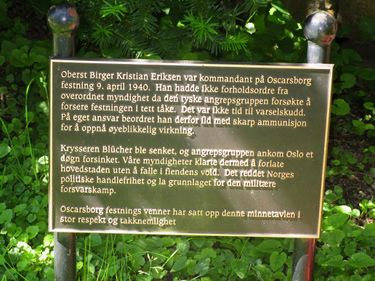 Oberst Birger Kristian Eriksen var kommandant på Oscarsborg
festning 9. april 1940. Han hadde ikke forholdsordre fra
overordnet myndighet da den tyske angrepsgruppen forsøkte å
forsere festningen i tett tåke. Det var ikke tid til varselskudd.
På eget ansvar beordret han derfor ild med skarp ammunisjon
for å oppnå øyeblikkelig virkning.
Krysseren Blücher ble senket, og angrepsgruppen ankom Oslo et
døgn forsinket. Våre myndigheter klarte dermed å forlate
hovedstaden uten å falle i fiendens vold. Det reddet Norges
politiske handlefrihet og la grunnlaget for den militære
forsvarskamp.
Oscarsborg festnings venner har satt opp denne minnetavlen i
stor respekt og takknemlighet